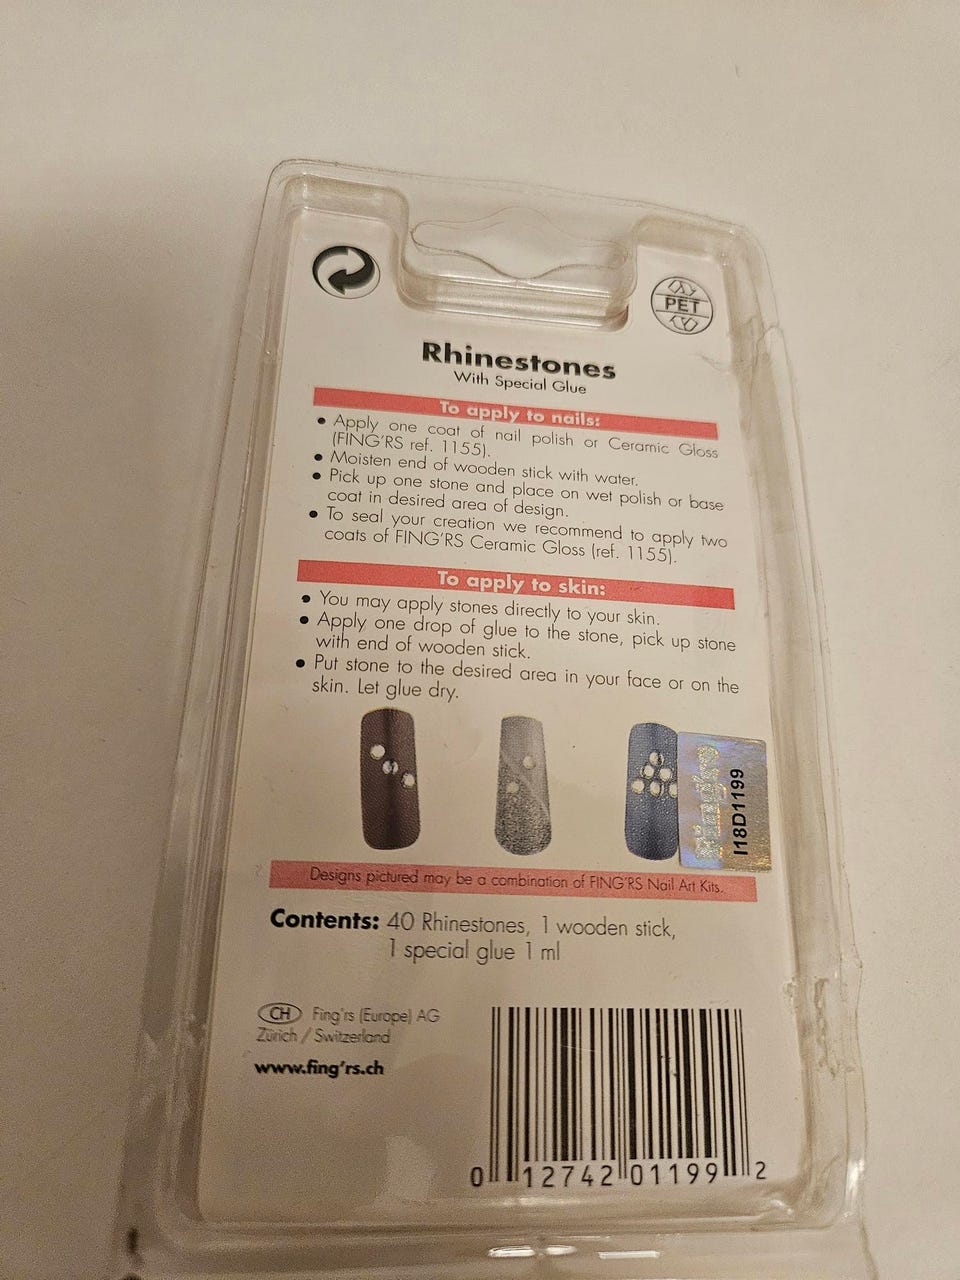 PET
Rhinestones
With Special Glue
To apply to nails:
• Apply one coat of nail polish or Ceramic Gloss
(FING'RS ref. 1155).
• Moisten end of wooden stick with water.
• Pick up one stone and place on wet polish or base
coat in desired area of design.
• To seal your creation we recommend to apply two
coats of FING'RS Ceramic Gloss (ref. 1155).
To apply to skin:
• You may apply stones directly to your skin.
• Apply one drop of glue to the stone, pick up stone
with end of wooden stick.
• Put stone to the desired area in your face or on the
skin. Let glue dry.
Fing'rs
I18D1199
Designs pictured may be a combination of FING'RS Nail Art Kits.
Contents: 40 Rhinestones, 1 wooden stick,
1 special glue 1 ml
CH Fing'rs (Europe) AG
Zürich / Switzerland
www.fing'rs.ch
0 12742 01199 2